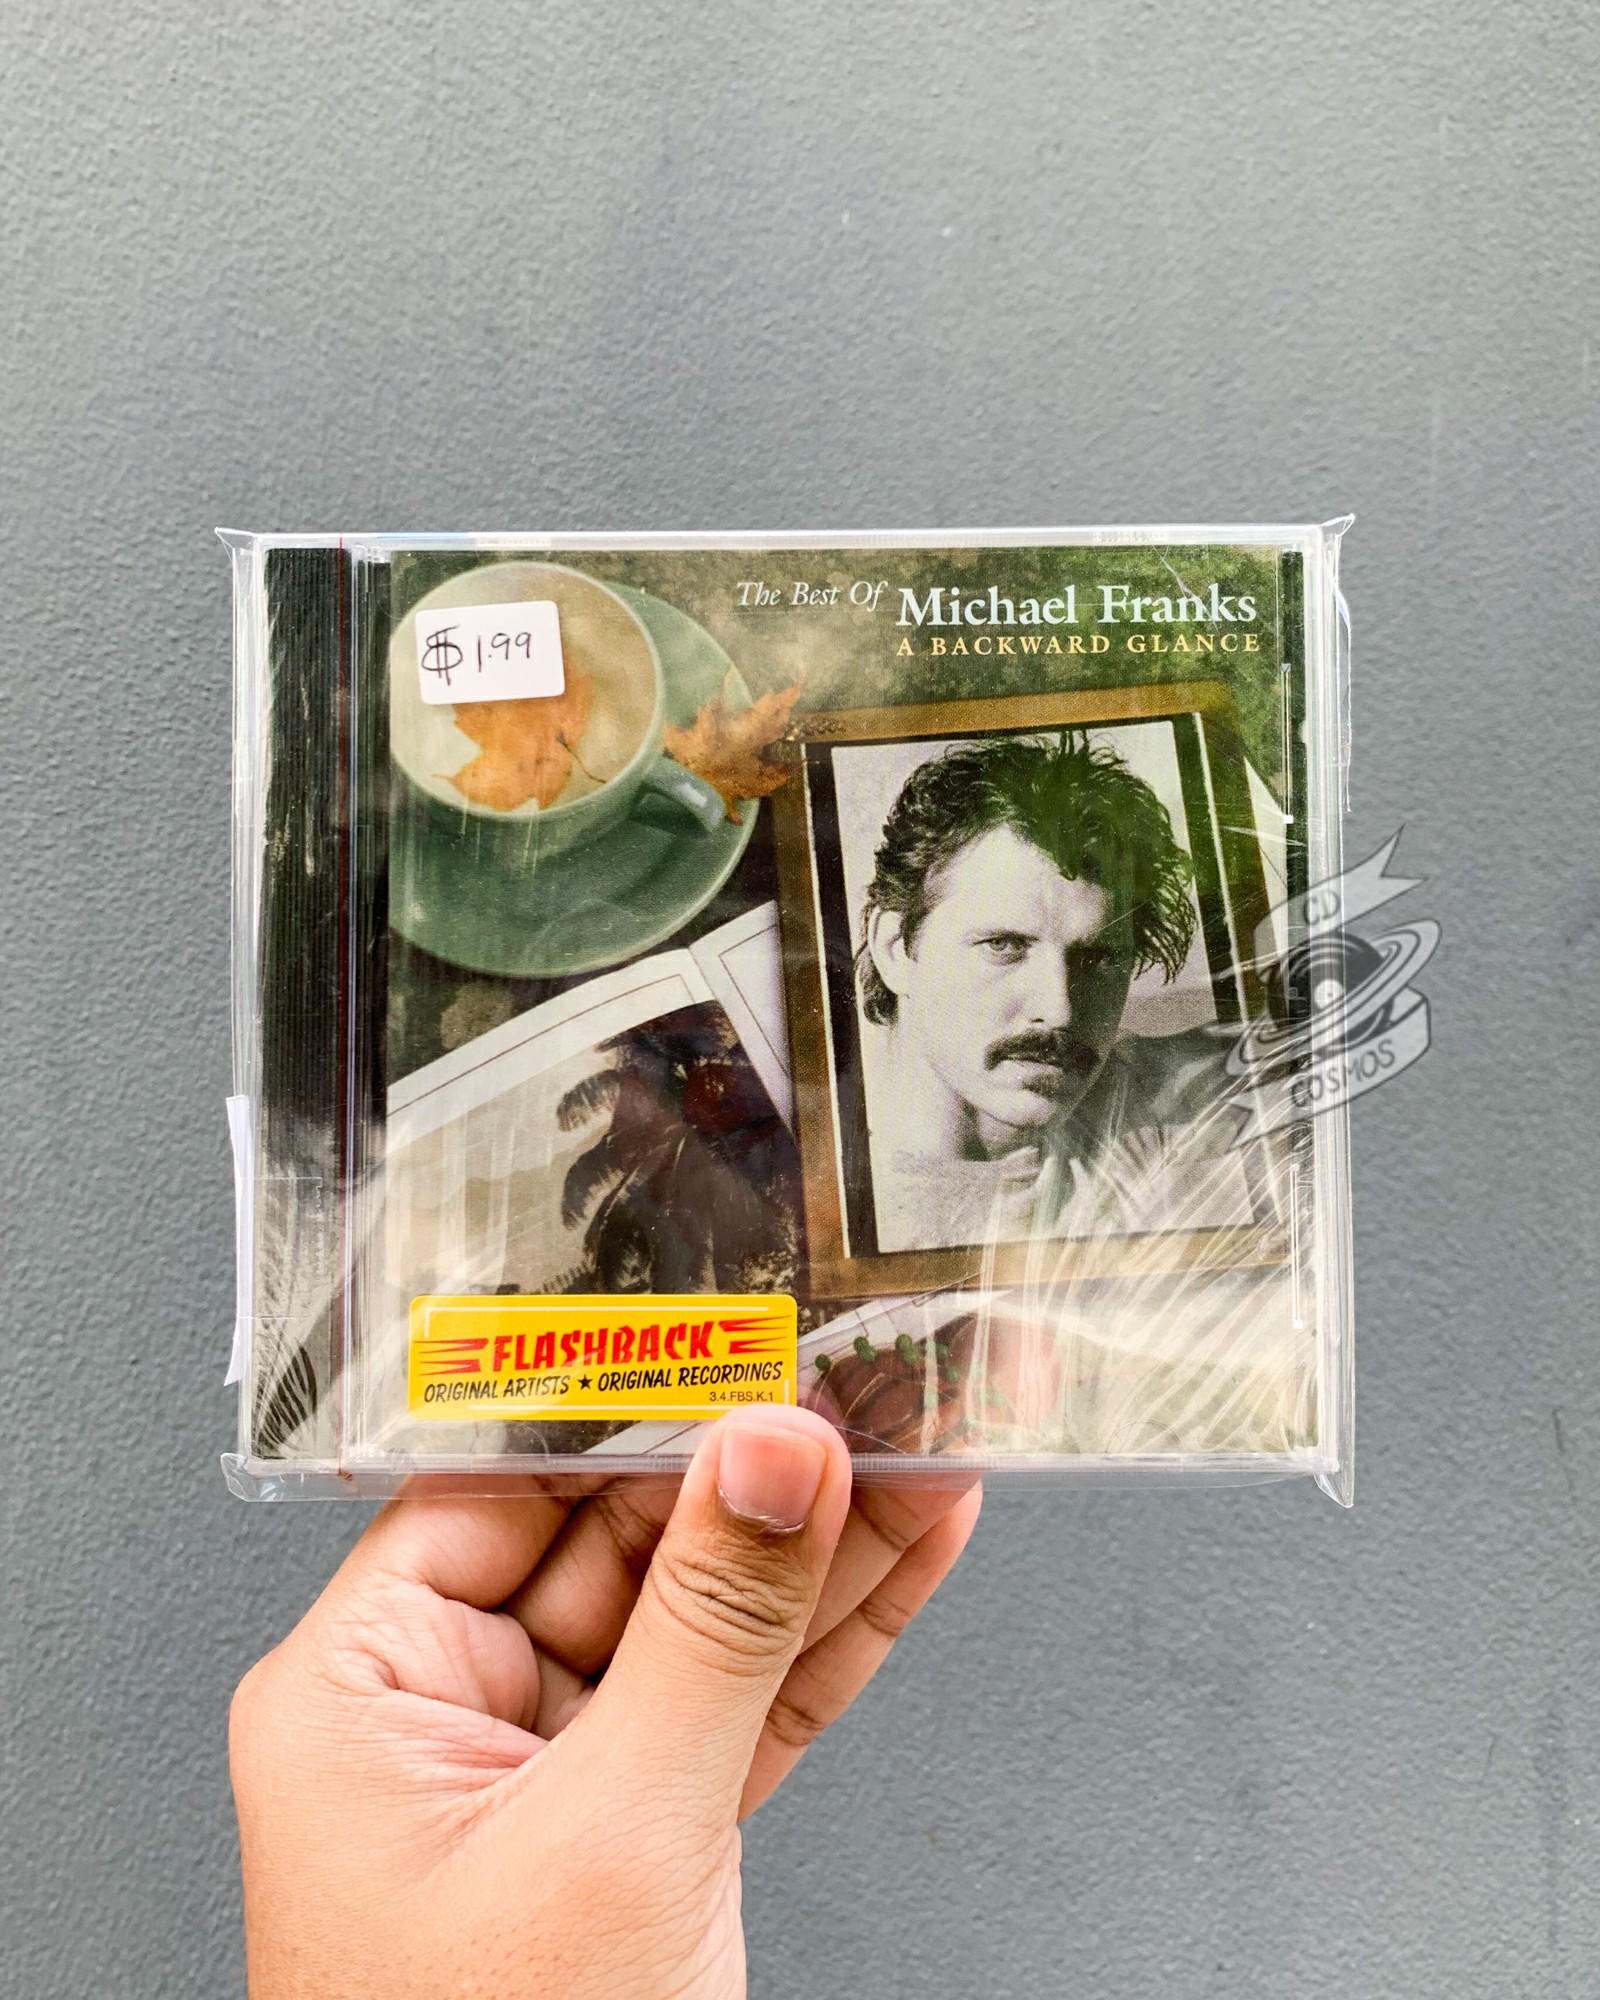 The Best Of Michael Franks
A BACKWARD GLANCE
$ 1.99
CD
COSMOS
FLASHBACK
ORIGINAL ARTISTS ★ ORIGINAL RECORDINGS
3.4.FBS.K.1